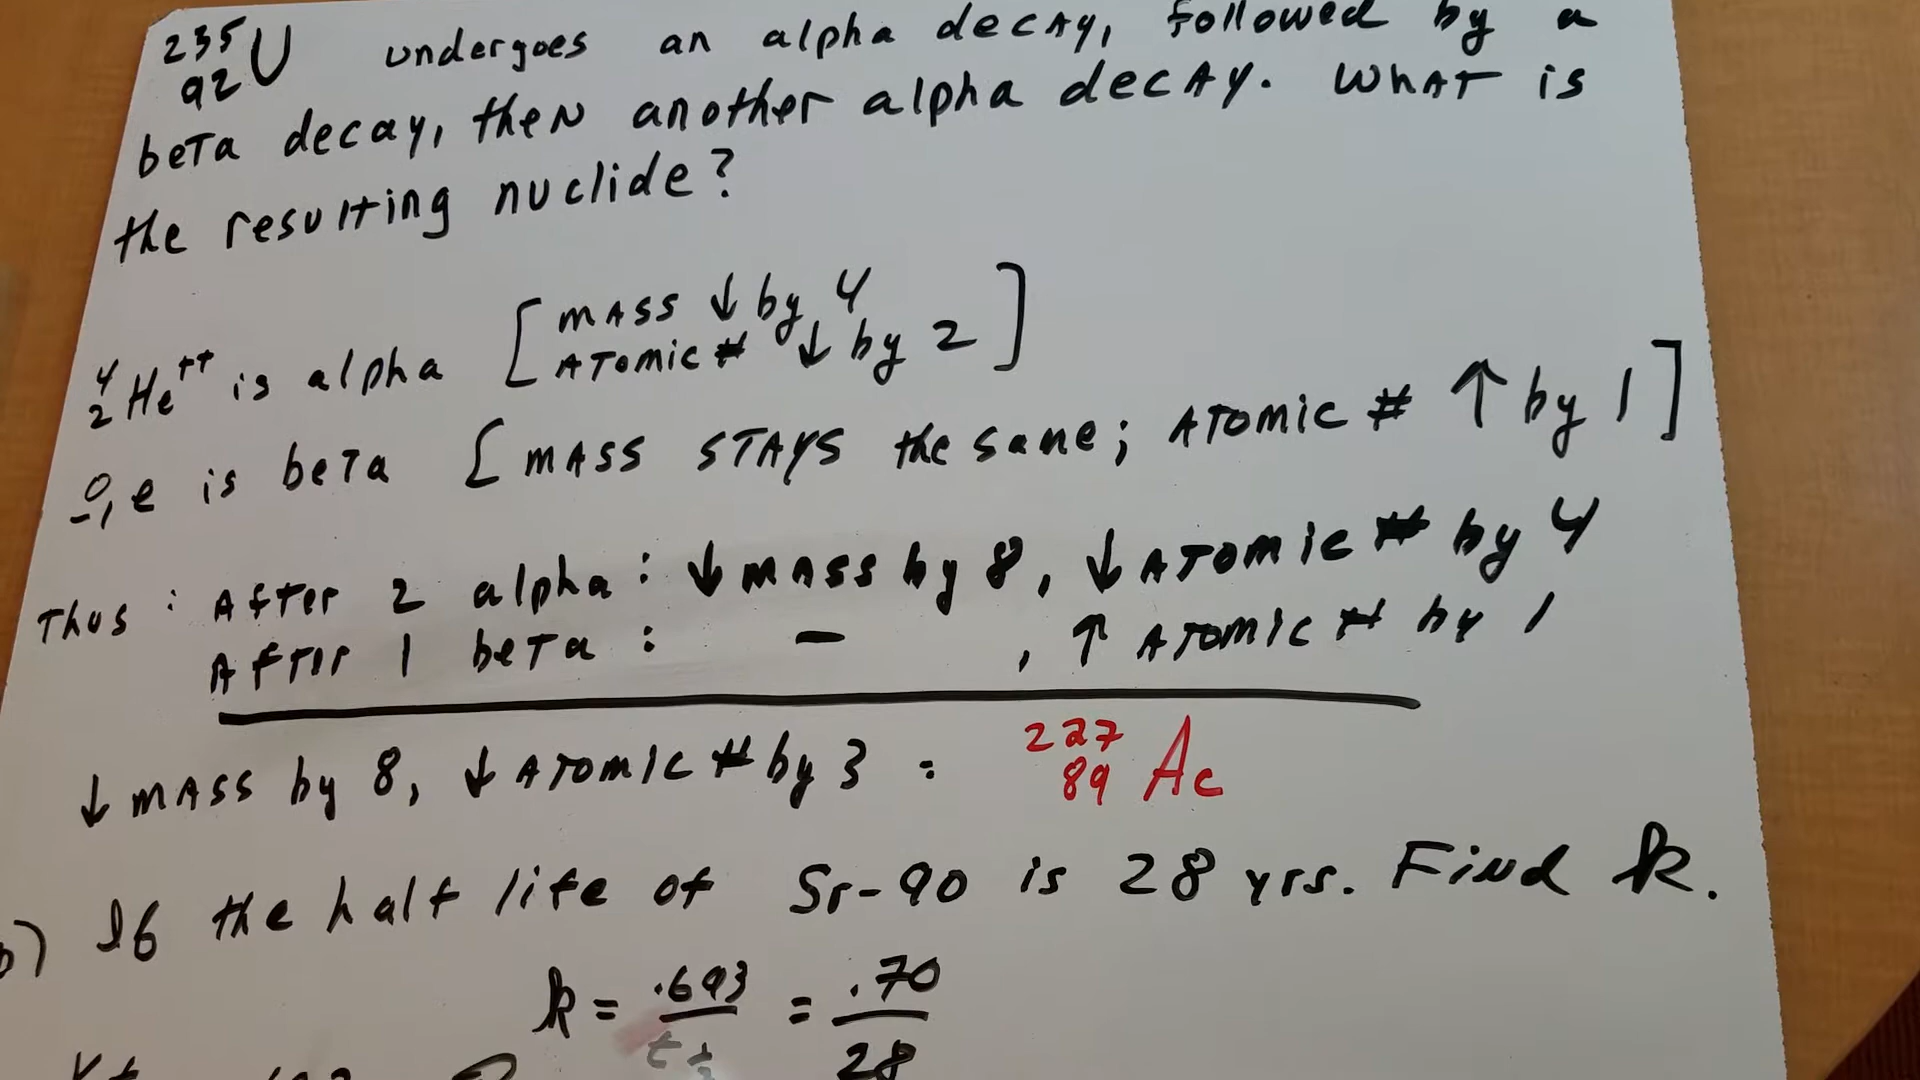 235
92 U undergoes an alpha decay, followed by a
beta decay, then another alpha decay. What is
the resulting nuclide?
4
2 He++ is alpha [mass ↓ by 4
Atomic # ↓ by 2]
0
-1 e is beta [mass stays the same; Atomic # ↑ by 1]
Thus: After 2 alpha: ↓ mass by 8, ↓ Atomic # by 4
After 1 beta: — , ↑ Atomic # by 1
↓ mass by 8, ↓ Atomic # by 3 = 227
89 Ac
b) If the half life of Sr-90 is 28 yrs. Find k.
k = .693 / t 1/2 = .70 / 28